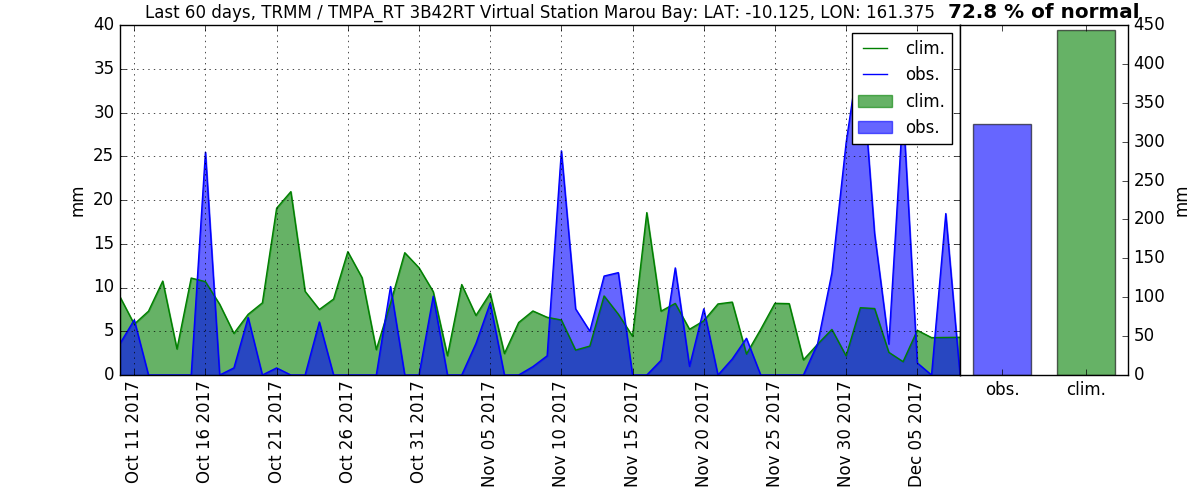 Last 60 days, TRMM / TMPA_RT 3B42RT Virtual Station Marou Bay: LAT: -10.125, LON: 161.375
72.8 % of normal
mm
40
35
30
25
20
15
10
5
0
clim.
obs.
clim.
obs.
Oct 11 2017
Oct 16 2017
Oct 21 2017
Oct 26 2017
Oct 31 2017
Nov 05 2017
Nov 10 2017
Nov 15 2017
Nov 20 2017
Nov 25 2017
Nov 30 2017
Dec 05 2017
obs.
clim.
450
400
350
300
250
200
150
100
50
0
mm